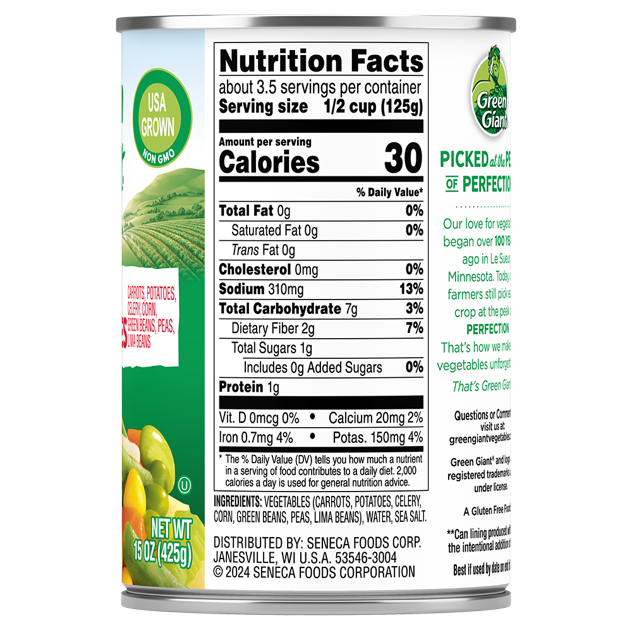 USA
GROWN
NON GMO
CARROTS, POTATOES,
CELERY, CORN,
GREEN BEANS, PEAS,
LIMA BEANS
U
NET WT
15 OZ (425g)
Nutrition Facts
about 3.5 servings per container
Serving size 1/2 cup (125g)
Amount per serving
Calories 30
% Daily Value*
Total Fat 0g 0%
Saturated Fat 0g 0%
Trans Fat 0g
Cholesterol 0mg 0%
Sodium 310mg 13%
Total Carbohydrate 7g 3%
Dietary Fiber 2g 7%
Total Sugars 1g
Includes 0g Added Sugars 0%
Protein 1g
Vit. D 0mcg 0% • Calcium 20mg 2%
Iron 0.7mg 4% • Potas. 150mg 4%
* The % Daily Value (DV) tells you how much a nutrient
in a serving of food contributes to a daily diet. 2,000
calories a day is used for general nutrition advice.
INGREDIENTS: VEGETABLES (CARROTS, POTATOES, CELERY,
CORN, GREEN BEANS, PEAS, LIMA BEANS), WATER, SEA SALT.
DISTRIBUTED BY: SENECA FOODS CORP.
JANESVILLE, WI U.S.A. 53546-3004
© 2024 SENECA FOODS CORPORATION
Green
Giant
PICKED at the
OF PERFECTIO
Our love for
began over 100
ago in Le
Minnesota.
farmers still pick
crop at the
PERFECTION
That's how we
vegetables
That's Green
Questions or
visit us at
Green Giant® and
registered
under license.
A Gluten Free
**Can lining produced
the intentional addition
Best if used by date on